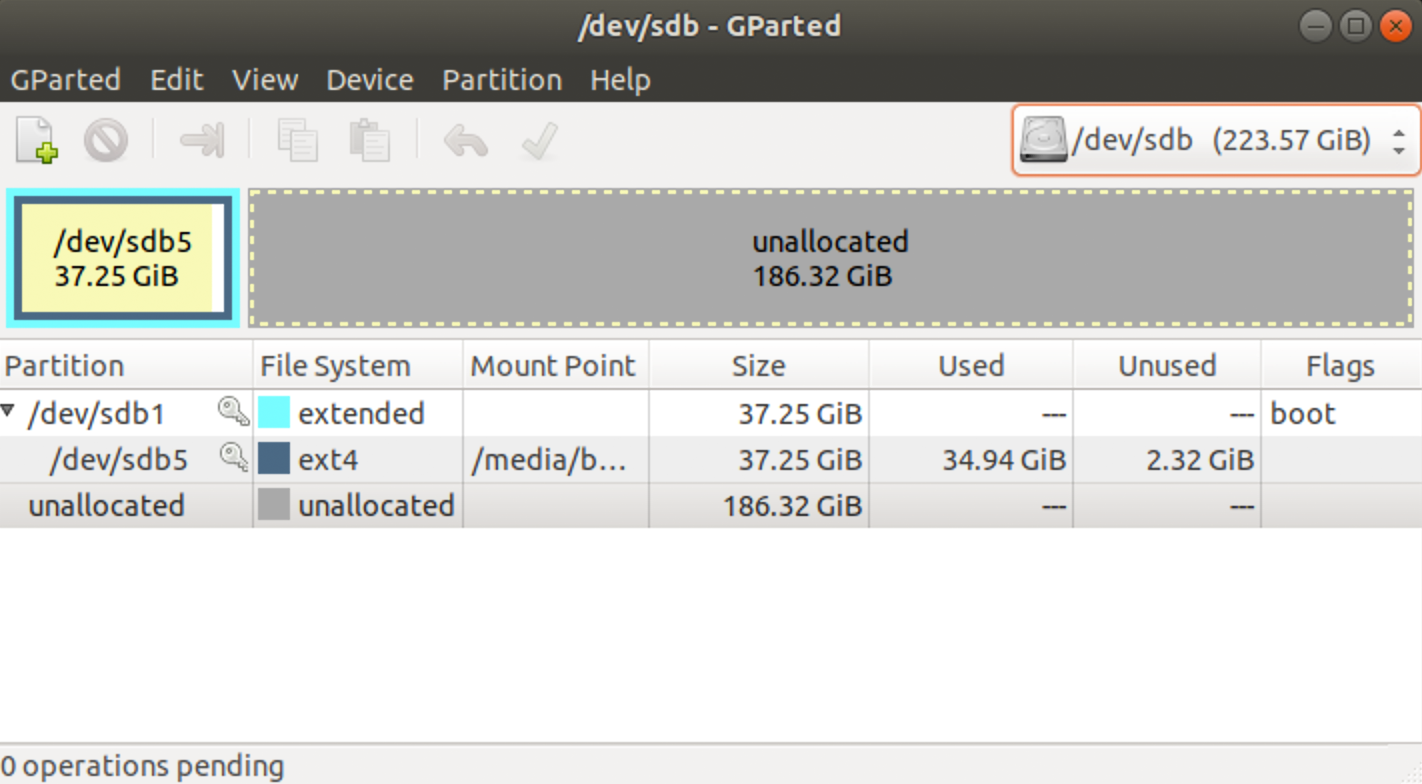 /dev/sdb - GParted
GParted Edit View Device Partition Help
/dev/sdb (223.57 GiB)
/dev/sdb5
37.25 GiB
unallocated
186.32 GiB
Partition File System Mount Point Size Used Unused Flags
/dev/sdb1 extended 37.25 GiB --- --- boot
/dev/sdb5 ext4 /media/b... 37.25 GiB 34.94 GiB 2.32 GiB
unallocated unallocated 186.32 GiB --- ---
0 operations pending